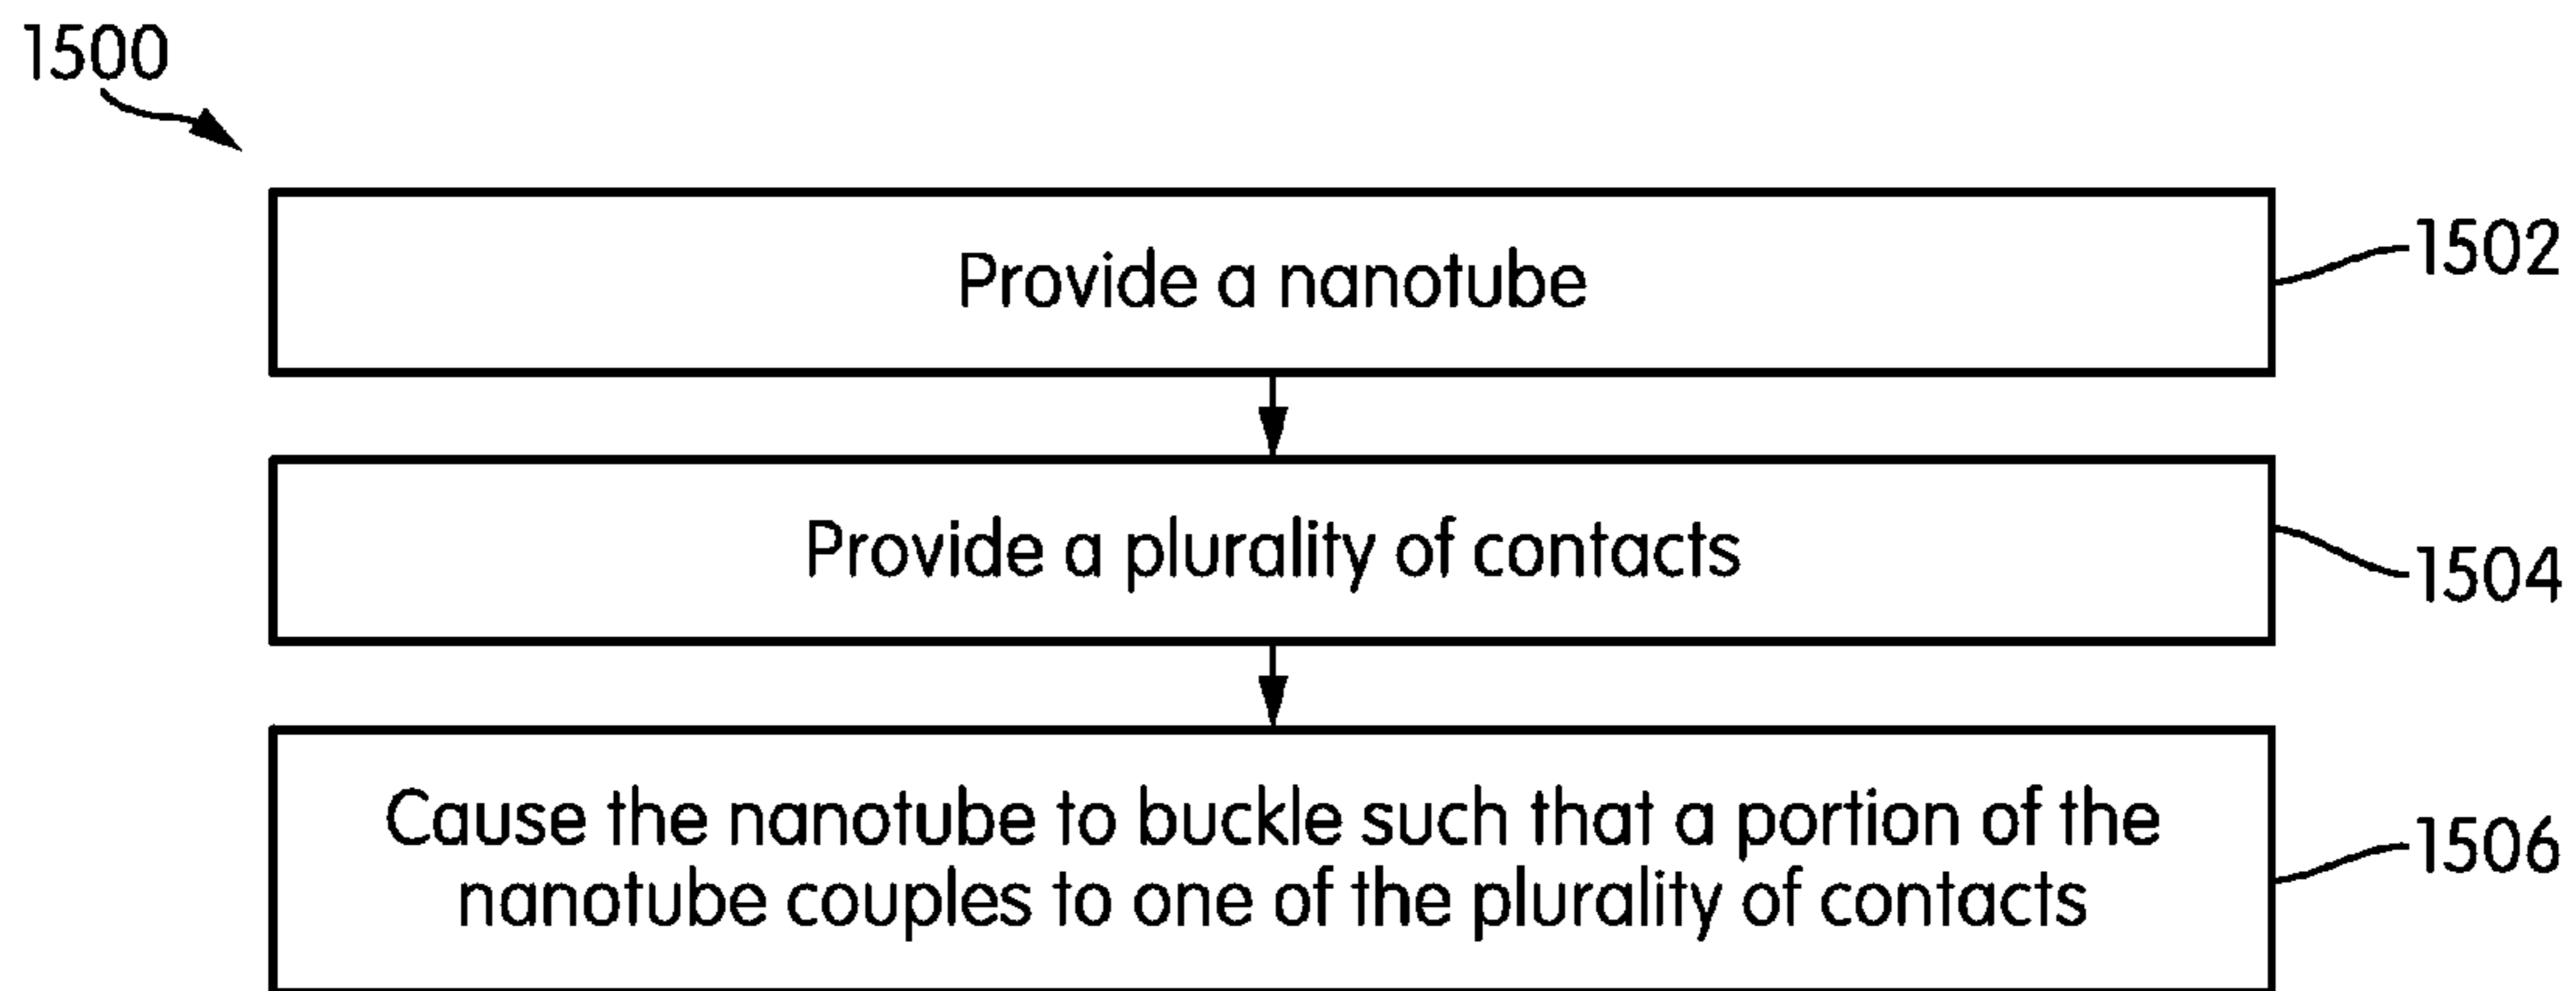 1500
Provide a nanotube
1502
Provide a plurality of contacts
1504
Cause the nanotube to buckle such that a portion of the
nanotube couples to one of the plurality of contacts
1506